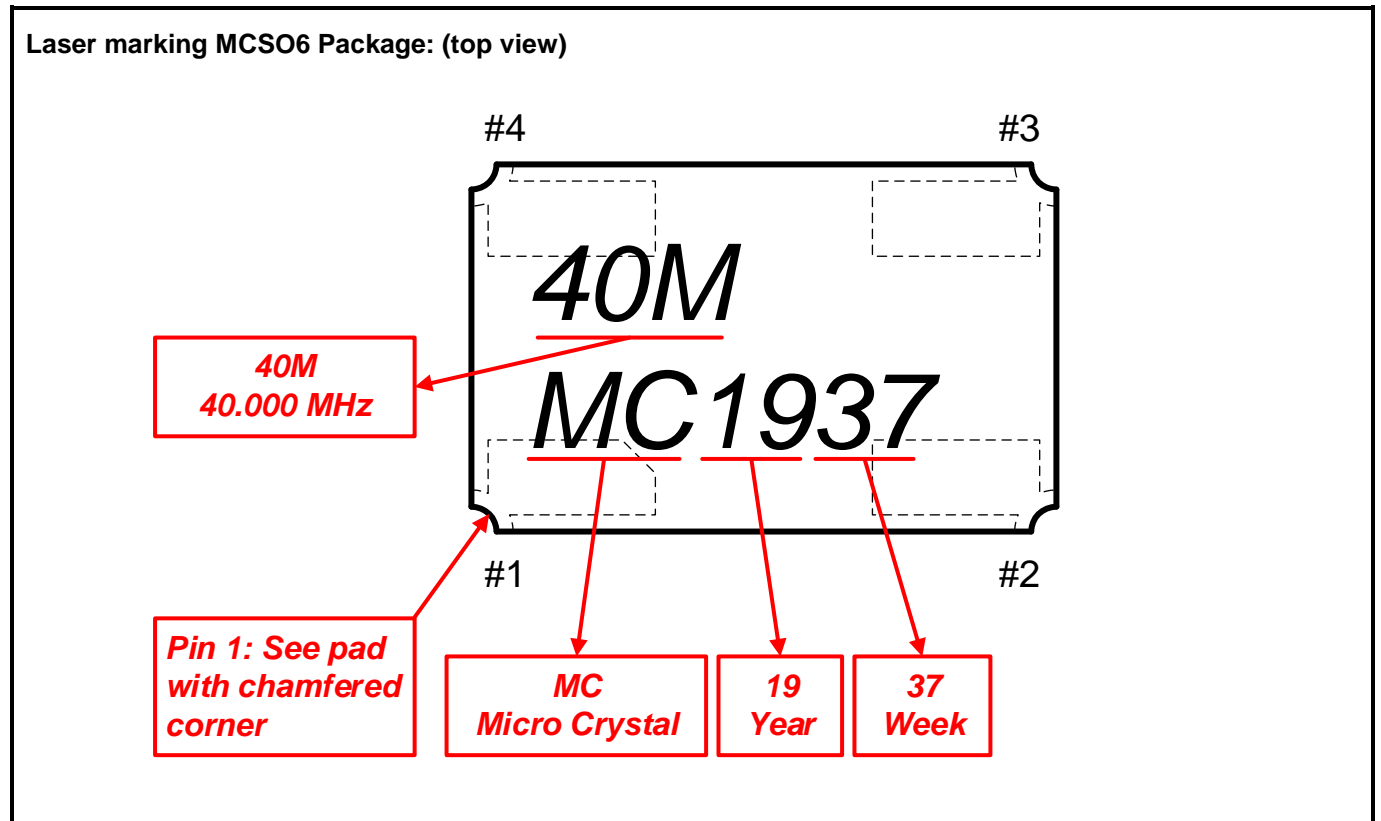 Laser marking MCSO6 Package: (top view)
#4 #3
40M
40M
40.000 MHz
MC1937
#1 #2
Pin 1: See pad
with chamfered
corner
MC
Micro Crystal
19
Year
37
Week